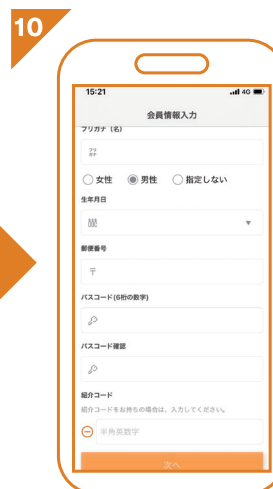 10
15:21 4G
会員情報入力
フリガナ (名)
フリ
ガナ
女性 男性 指定しない
生年月日
郵便番号
〒
パスコード(6桁の数字)
パスコード確認
紹介コード
紹介コードをお持ちの場合は、入力してください。
半角英数字
次へ